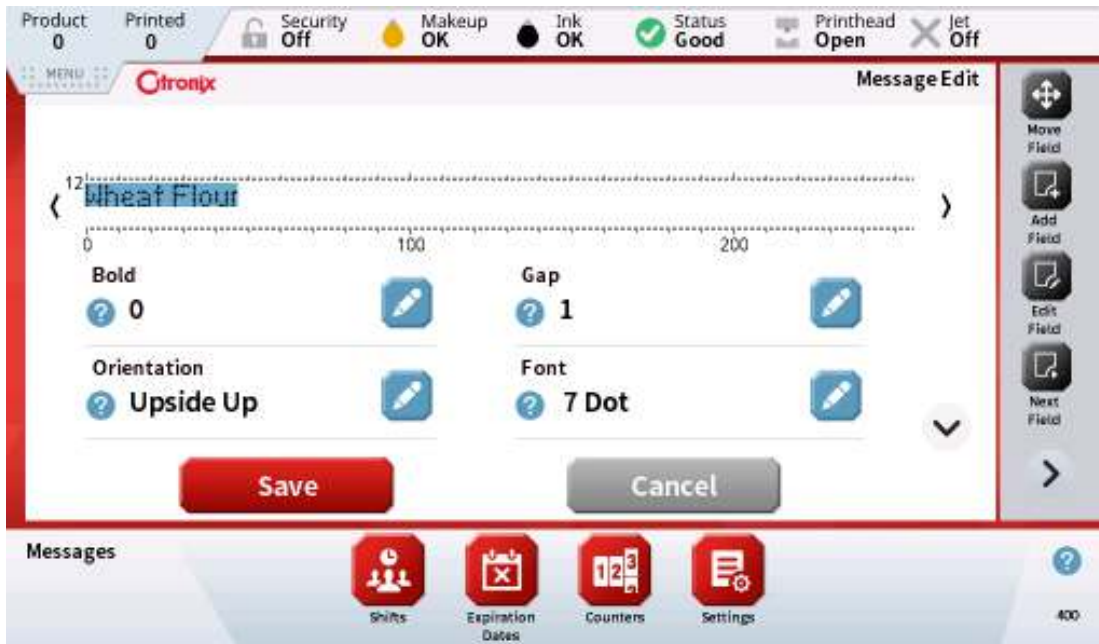 Product Printed Security Makeup Ink Status Printhead Jet
0 0 Off OK OK Good Open Off
MENU Citronix Message Edit
Move
Field
12
Wheat Flour
Add
Field
0 100 200
Bold Gap
0 1
Edit
Field
Orientation Font
Upside Up 7 Dot
Next
Field
Save Cancel
Messages
123
Shifts Expiration Counters Settings 400
Dates